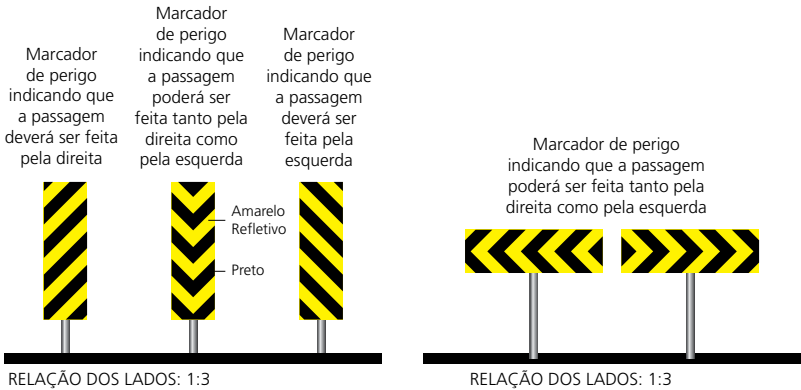 Marcador
de perigo
indicando que
a passagem
deverá ser feita
pela direita
Marcador
de perigo
indicando que
a passagem
poderá ser
feita tanto pela
direita como
pela esquerda
Marcador
de perigo
indicando que
a passagem
deverá ser
feita pela
esquerda
Amarelo
Refletivo
Preto
RELAÇÃO DOS LADOS: 1:3
Marcador de perigo
indicando que a passagem
poderá ser feita tanto pela
direita como pela esquerda
RELAÇÃO DOS LADOS: 1:3